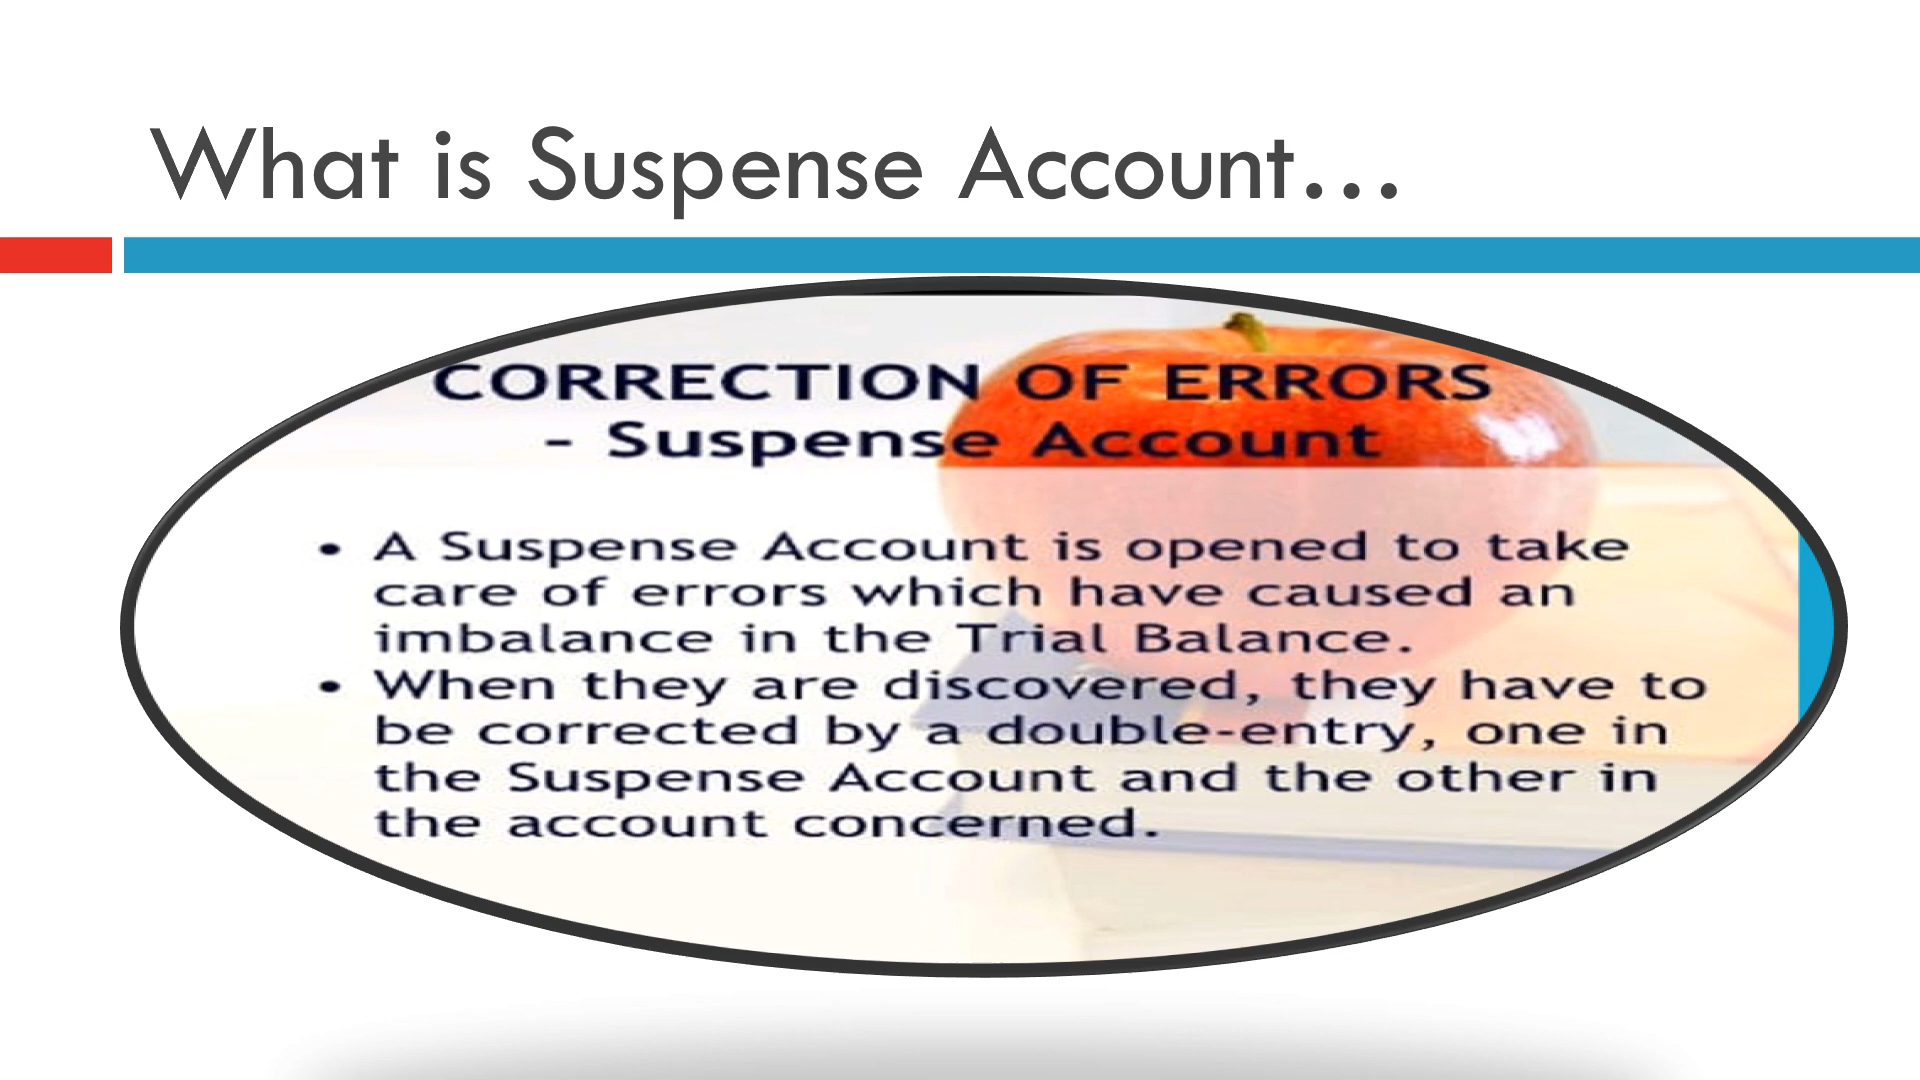 What is Suspense Account...
CORRECTION OF ERRORS
- Suspense Account
• A Suspense Account is opened to take
care of errors which have caused an
imbalance in the Trial Balance.
• When they are discovered, they have to
be corrected by a double-entry, one in
the Suspense Account and the other in
the account concerned.